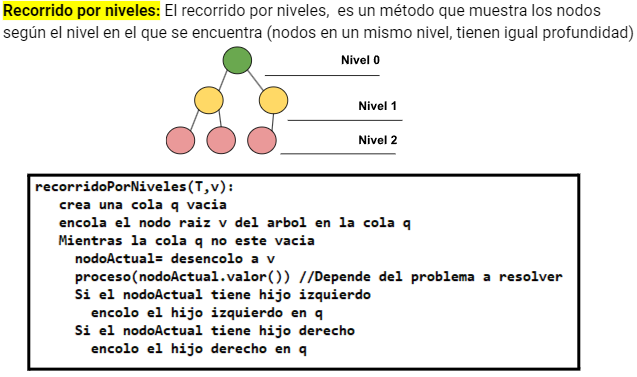 Recorrido por niveles: El recorrido por niveles, es un método que muestra los nodos
según el nivel en el que se encuentra (nodos en un mismo nivel, tienen igual profundidad)
Nivel 0
Nivel 1
Nivel 2
recorridoPorNiveles(T,v):
crea una cola q vacia
encola el nodo raiz v del arbol en la cola q
Mientras la cola q no este vacia
nodoActual= desencolo a v
proceso(nodoActual.valor()) //Depende del problema a resolver
Si el nodoActual tiene hijo izquierdo
encolo el hijo izquierdo en q
Si el nodoActual tiene hijo derecho
encolo el hijo derecho en q